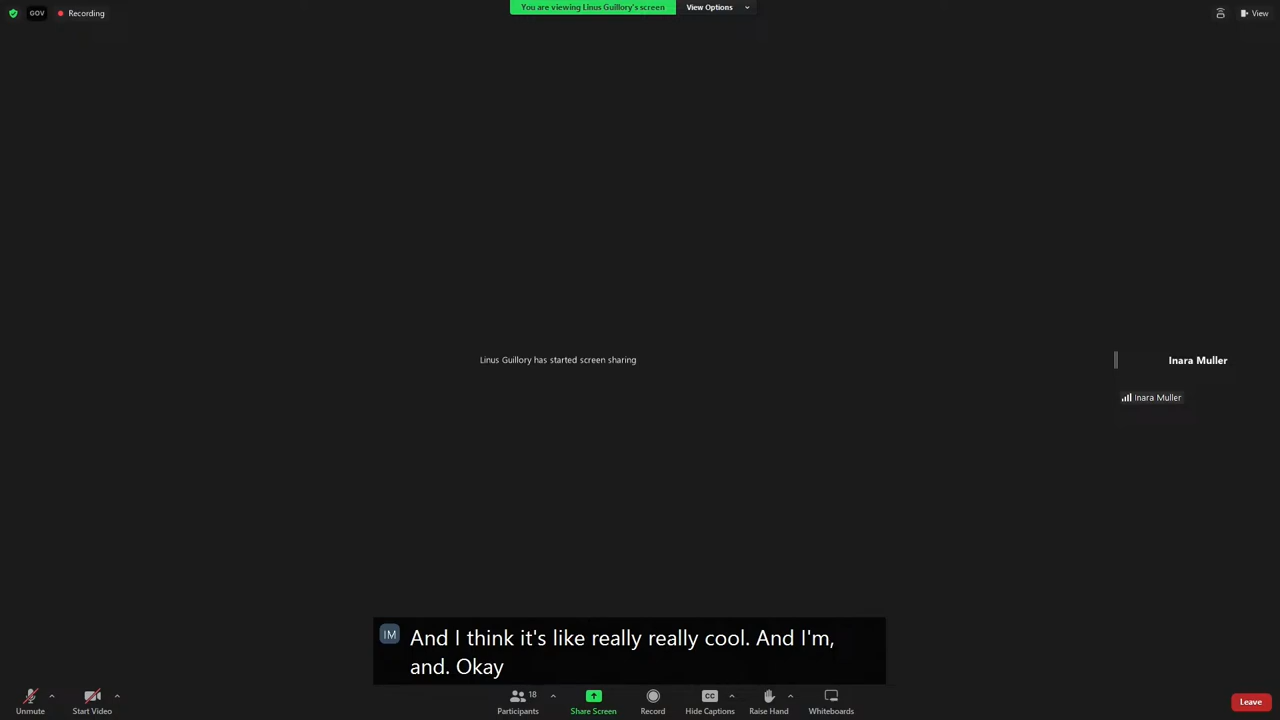 GOV
Recording
You are viewing Linus Guillory's screen
View Options
View
Linus Guillory has started screen sharing
Inara Muller
Inara Muller
IM
And I think it's like really really cool. And I'm,
and. Okay
Unmute
Start Video
18
Participants
Share Screen
Record
CC
Hide Captions
Raise Hand
Whiteboards
Leave